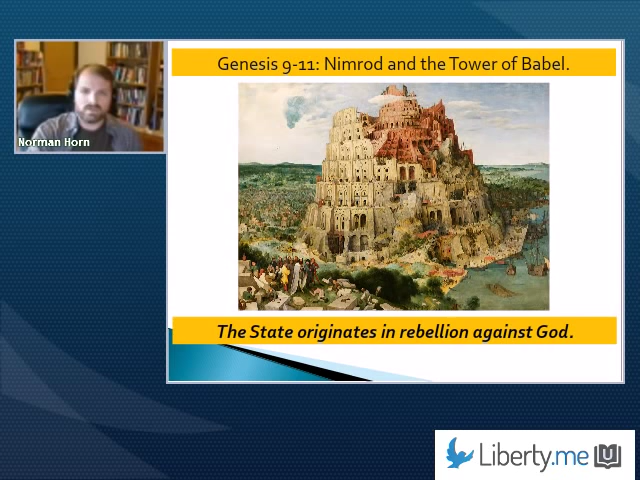 Genesis 9-11: Nimrod and the Tower of Babel.
Norman Horn
The State originates in rebellion against God.
Liberty.me